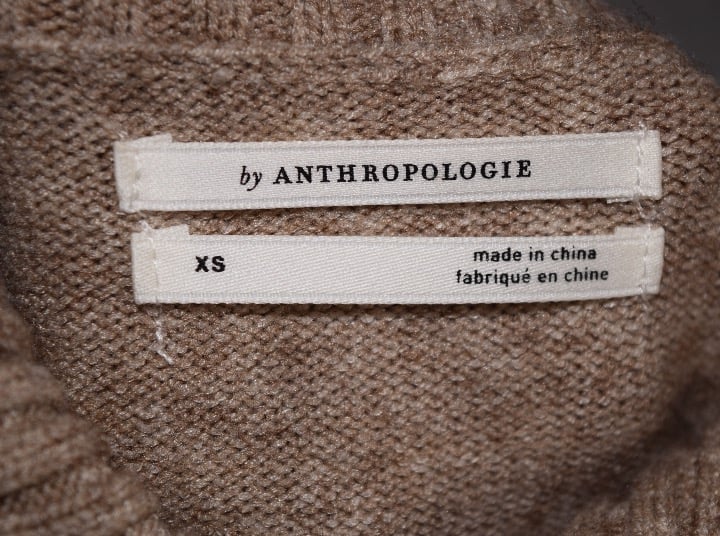 by ANTHROPOLOGIE
XS
made in china
fabriqué en chine